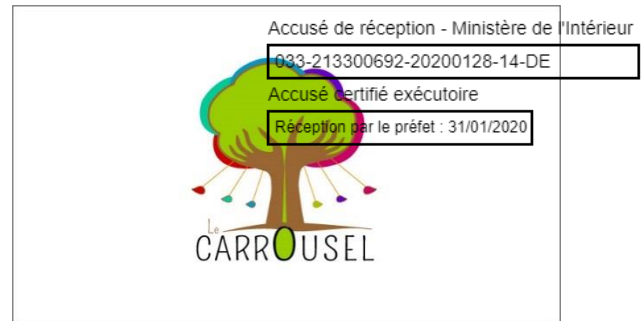 Accusé de réception - Ministère de l'Intérieur
033-213300692-20200128-14-DE
Accusé certifié exécutoire
Réception par le préfet : 31/01/2020
Le
CARROUSEL